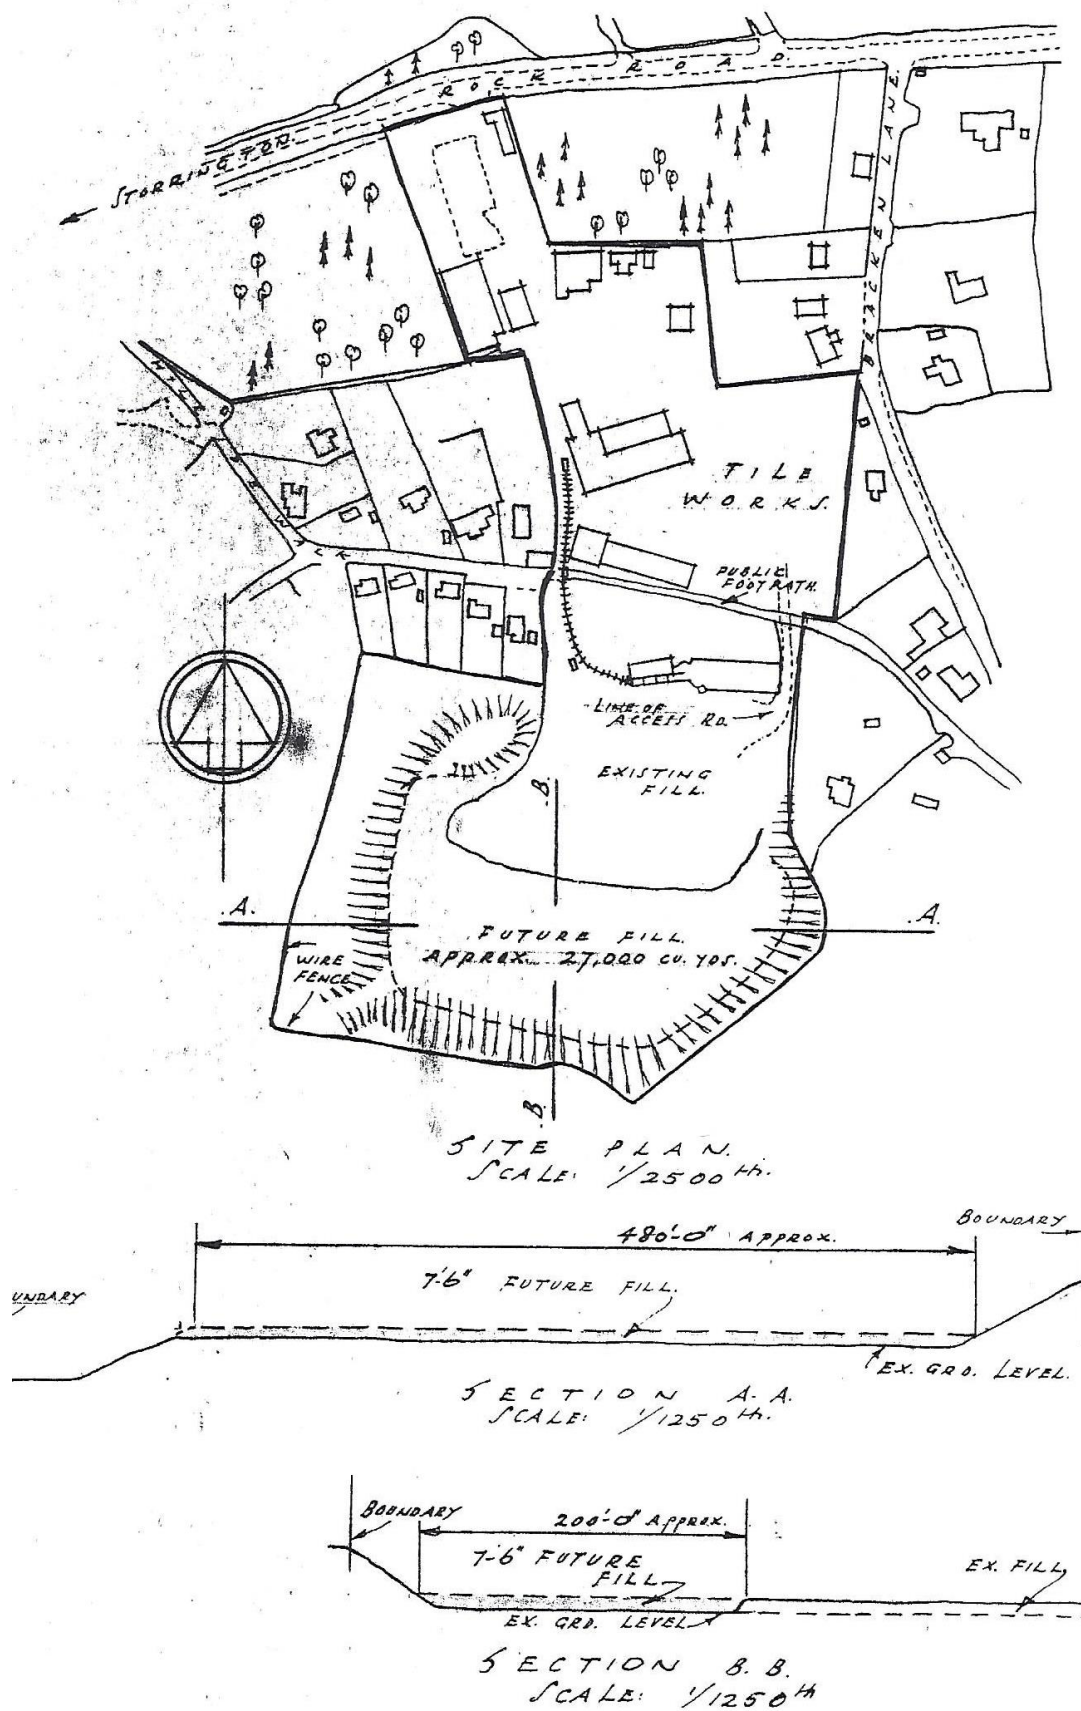 ROCK ROAD
STORRINGTON.
BRACKEN LANE.
TILE
WORKS.
PUBLIC
FOOTPATH.
LINE OF
ACCESS RD.
EXISTING
FILL.
.B.
.A.
.A.
FUTURE FILL.
APPROX. 27,000 CU. YDS.
WIRE
FENCE
.B.
SITE PLAN.
SCALE: 1/2500th.
BOUNDARY
480'-0" APPROX.
7'-6" FUTURE FILL.
UNDARY
EX. GRD. LEVEL.
SECTION A.A.
SCALE: 1/1250th.
BOUNDARY
200'-0" APPROX.
7'-6" FUTURE
FILL
EX. FILL
EX. GRD. LEVEL
SECTION B.B.
SCALE: 1/1250th